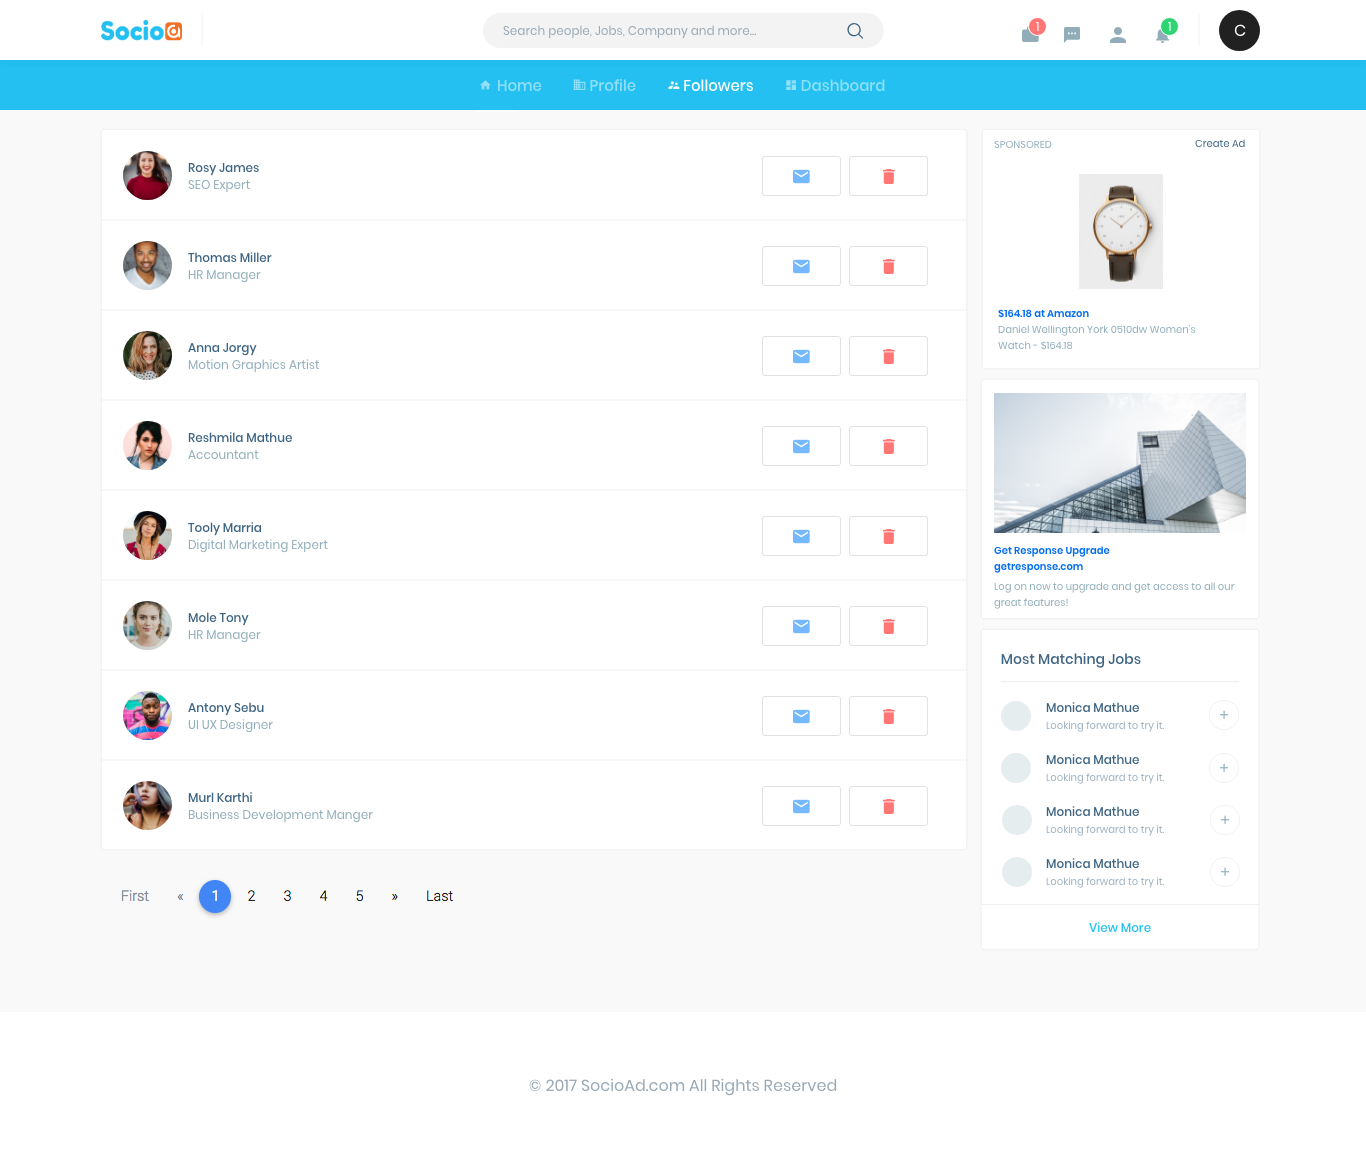 Socioa
Search people, Jobs, Company and more...
1
1
C
Home
Profile
Followers
Dashboard
Rosy James
SEO Expert
Thomas Miller
HR Manager
Anna Jorgy
Motion Graphics Artist
Reshmila Mathue
Accountant
Tooly Marria
Digital Marketing Expert
Mole Tony
HR Manager
Antony Sebu
UI UX Designer
Murl Karthi
Business Development Manger
First « 1 2 3 4 5 » Last
SPONSORED
Create Ad
$164.18 at Amazon
Daniel Wellington York 0510dw Women's
Watch - $164.18
Get Response Upgrade
getresponse.com
Log on now to upgrade and get access to all our
great features!
Most Matching Jobs
Monica Mathue
Looking forward to try it.
+
Monica Mathue
Looking forward to try it.
+
Monica Mathue
Looking forward to try it.
+
Monica Mathue
Looking forward to try it.
+
View More
© 2017 SocioAd.com All Rights Reserved